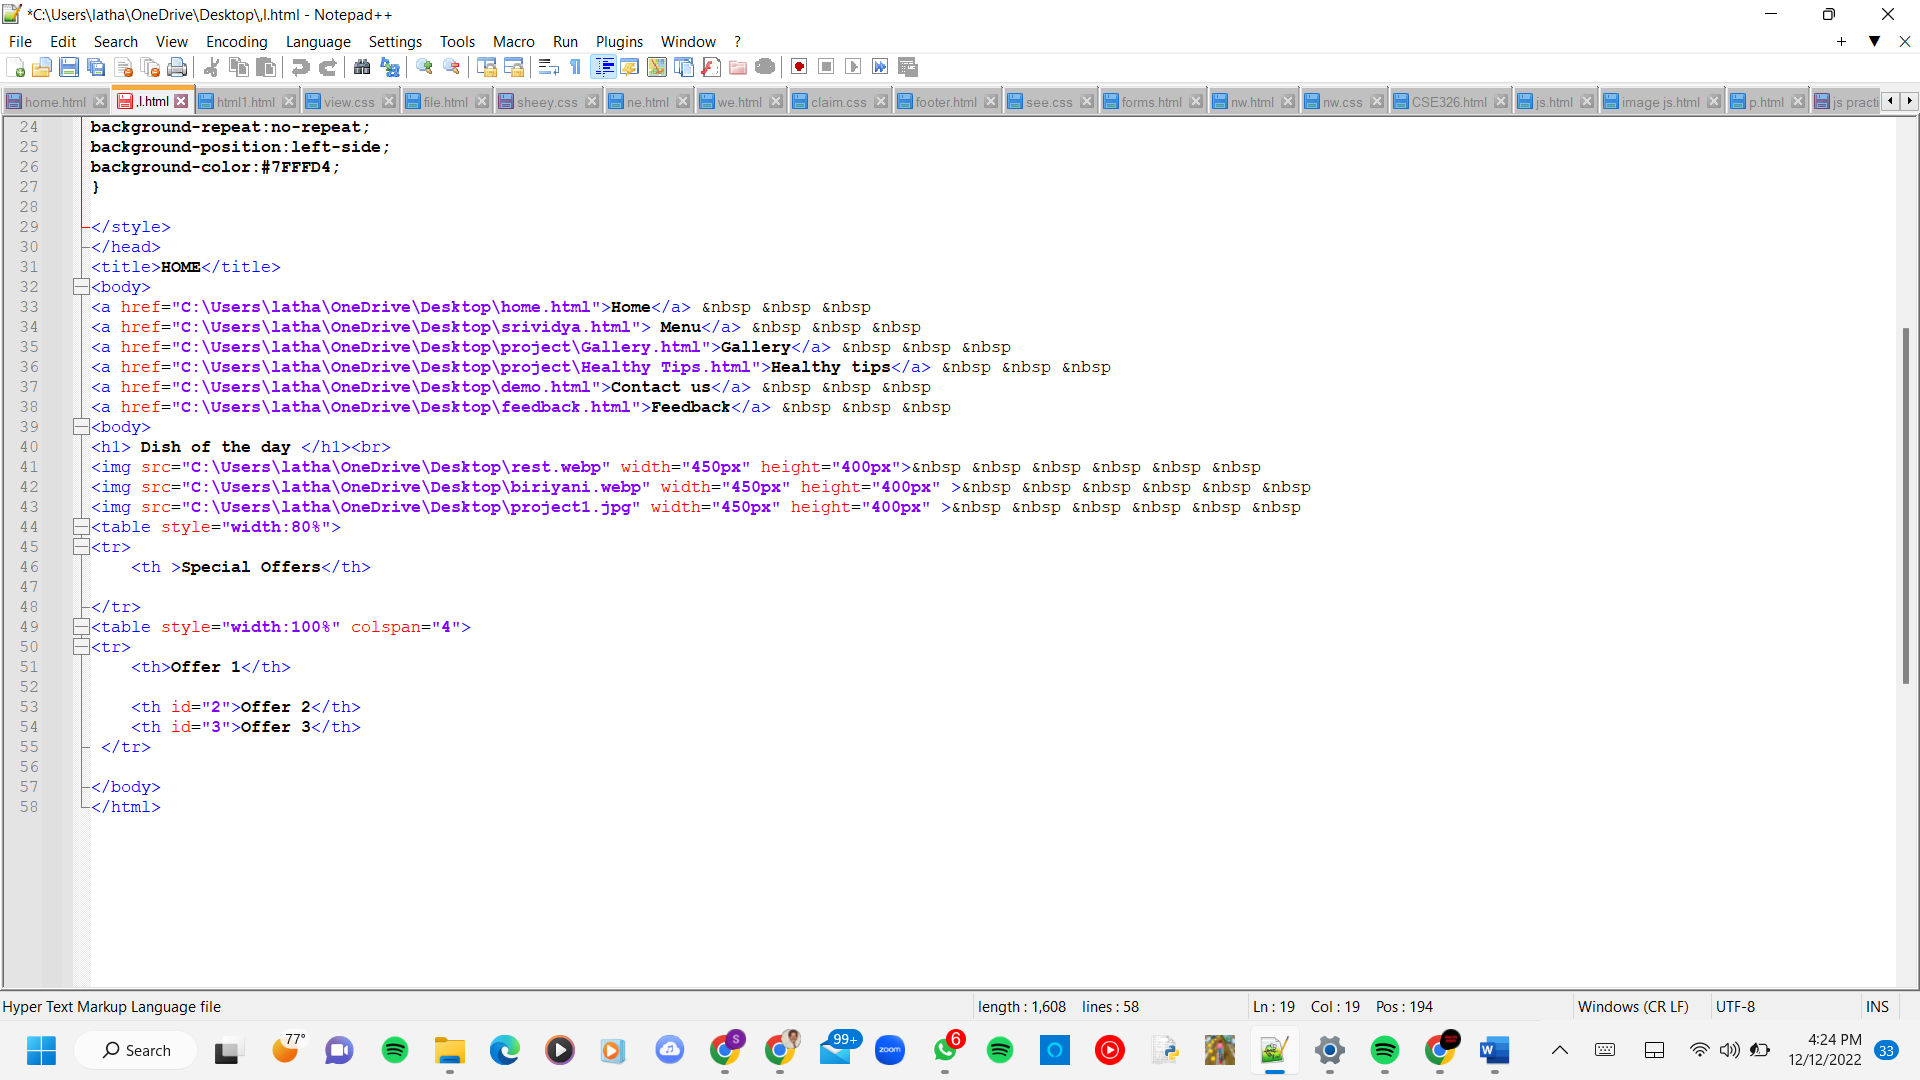 *C:\Users\latha\OneDrive\Desktop\,l.html - Notepad++
File Edit Search View Encoding Language Settings Tools Macro Run Plugins Window ?
home.html ,l.html html1.html view.css file.html sheey.css ne.html we.html claim.css footer.html see.css forms.html nw.html nw.css CSE326.html js.html image js.html p.html js practi
24 background-repeat:no-repeat;
25 background-position:left-side;
26 background-color:#7FFFD4;
27 }
28
29 </style>
30 </head>
31 <title>HOME</title>
32 <body>
33 <a href="C:\Users\latha\OneDrive\Desktop\home.html">Home</a> &nbsp &nbsp &nbsp
34 <a href="C:\Users\latha\OneDrive\Desktop\srividya.html"> Menu</a> &nbsp &nbsp &nbsp
35 <a href="C:\Users\latha\OneDrive\Desktop\project\Gallery.html">Gallery</a> &nbsp &nbsp &nbsp
36 <a href="C:\Users\latha\OneDrive\Desktop\project\Healthy Tips.html">Healthy tips</a> &nbsp &nbsp &nbsp
37 <a href="C:\Users\latha\OneDrive\Desktop\demo.html">Contact us</a> &nbsp &nbsp &nbsp
38 <a href="C:\Users\latha\OneDrive\Desktop\feedback.html">Feedback</a> &nbsp &nbsp &nbsp
39 <body>
40 <h1> Dish of the day </h1><br>
41 <img src="C:\Users\latha\OneDrive\Desktop\rest.webp" width="450px" height="400px">&nbsp &nbsp &nbsp &nbsp &nbsp &nbsp
42 <img src="C:\Users\latha\OneDrive\Desktop\biriyani.webp" width="450px" height="400px" >&nbsp &nbsp &nbsp &nbsp &nbsp &nbsp
43 <img src="C:\Users\latha\OneDrive\Desktop\project1.jpg" width="450px" height="400px" >&nbsp &nbsp &nbsp &nbsp &nbsp &nbsp
44 <table style="width:80%">
45 <tr>
46 <th >Special Offers</th>
47
48 </tr>
49 <table style="width:100%" colspan="4">
50 <tr>
51 <th>Offer 1</th>
52
53 <th id="2">Offer 2</th>
54 <th id="3">Offer 3</th>
55 </tr>
56
57 </body>
58 </html>
Hyper Text Markup Language file length : 1,608 lines : 58 Ln : 19 Col : 19 Pos : 194 Windows (CR LF) UTF-8 INS
Search 77° S 99+ zoom 6 W 4:24 PM 33
12/12/2022